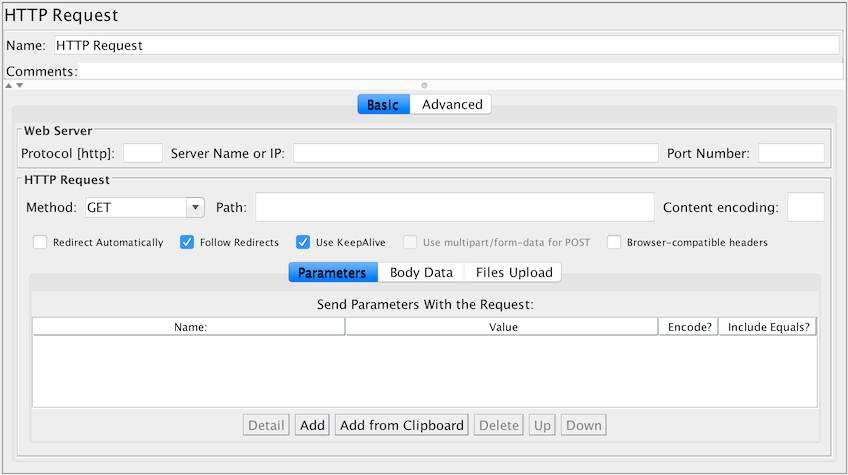 HTTP Request
Name: HTTP Request
Comments:
Basic Advanced
Web Server
Protocol [http]: Server Name or IP: Port Number:
HTTP Request
Method: GET Path: Content encoding:
Redirect Automatically Follow Redirects Use KeepAlive Use multipart/form-data for POST Browser-compatible headers
Parameters Body Data Files Upload
Send Parameters With the Request:
Name: Value Encode? Include Equals?
Detail Add Add from Clipboard Delete Up Down